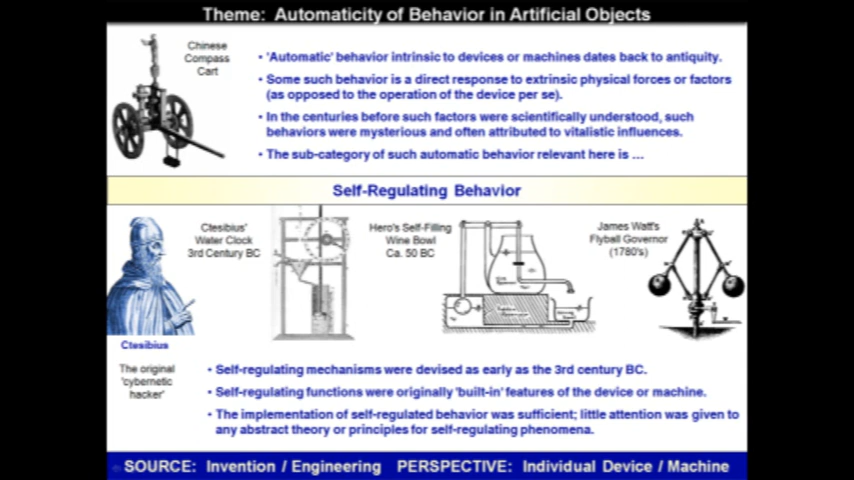 Theme: Automaticity of Behavior in Artificial Objects
Chinese
Compass
Cart
• 'Automatic' behavior intrinsic to devices or machines dates back to antiquity.
• Some such behavior is a direct response to extrinsic physical forces or factors
(as opposed to the operation of the device per se).
• In the centuries before such factors were scientifically understood, such
behaviors were mysterious and often attributed to vitalistic influences.
• The sub-category of such automatic behavior relevant here is ...
Self-Regulating Behavior
Ctesibius'
Water Clock
3rd Century BC
Hero's Self-Filling
Wine Bowl
Ca. 50 BC
James Watt's
Flyball Governor
(1780's)
Ctesibius
The original
'cybernetic
hacker'
• Self-regulating mechanisms were devised as early as the 3rd century BC.
• Self-regulating functions were originally 'built-in' features of the device or machine.
• The implementation of self-regulated behavior was sufficient; little attention was given to
any abstract theory or principles for self-regulating phenomena.
SOURCE: Invention / Engineering PERSPECTIVE: Individual Device / Machine